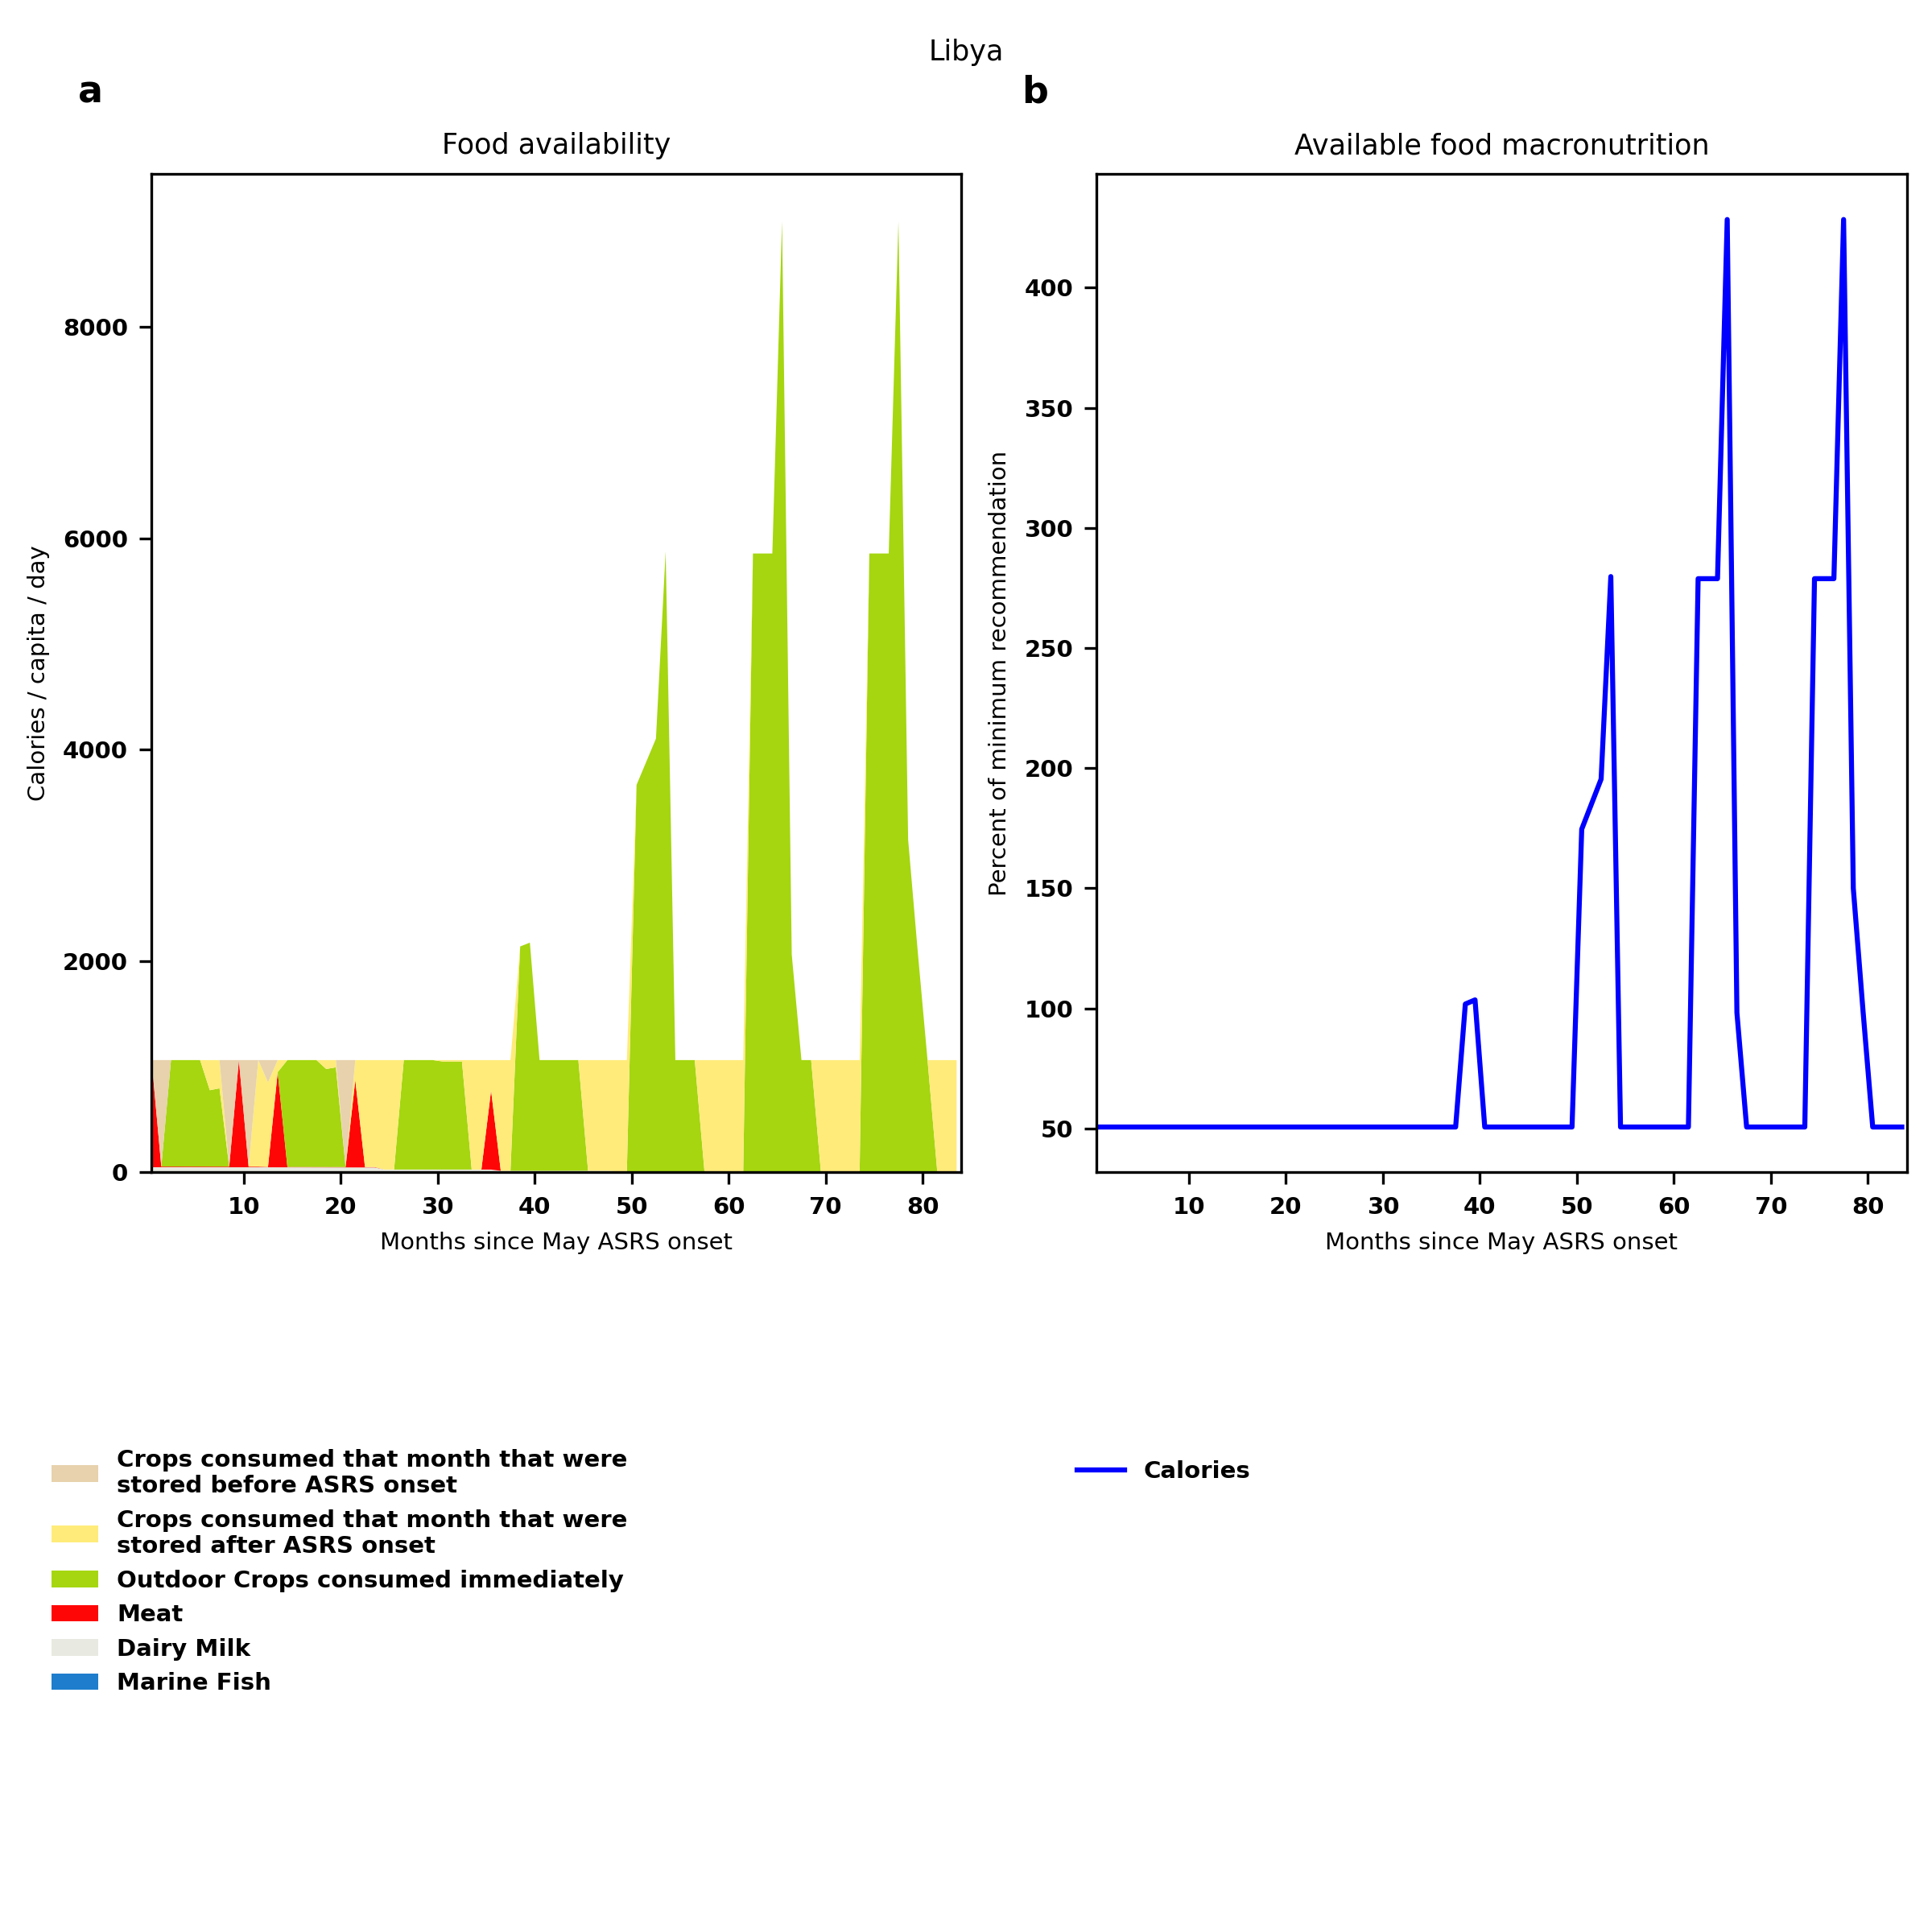 Libya
a
b
Food availability
Available food macronutrition
Calories / capita / day
8000
6000
4000
2000
0
10 20 30 40 50 60 70 80
Months since May ASRS onset
Percent of minimum recommendation
400
350
300
250
200
150
100
50
10 20 30 40 50 60 70 80
Months since May ASRS onset
Crops consumed that month that were
stored before ASRS onset
Crops consumed that month that were
stored after ASRS onset
Outdoor Crops consumed immediately
Meat
Dairy Milk
Marine Fish
Calories